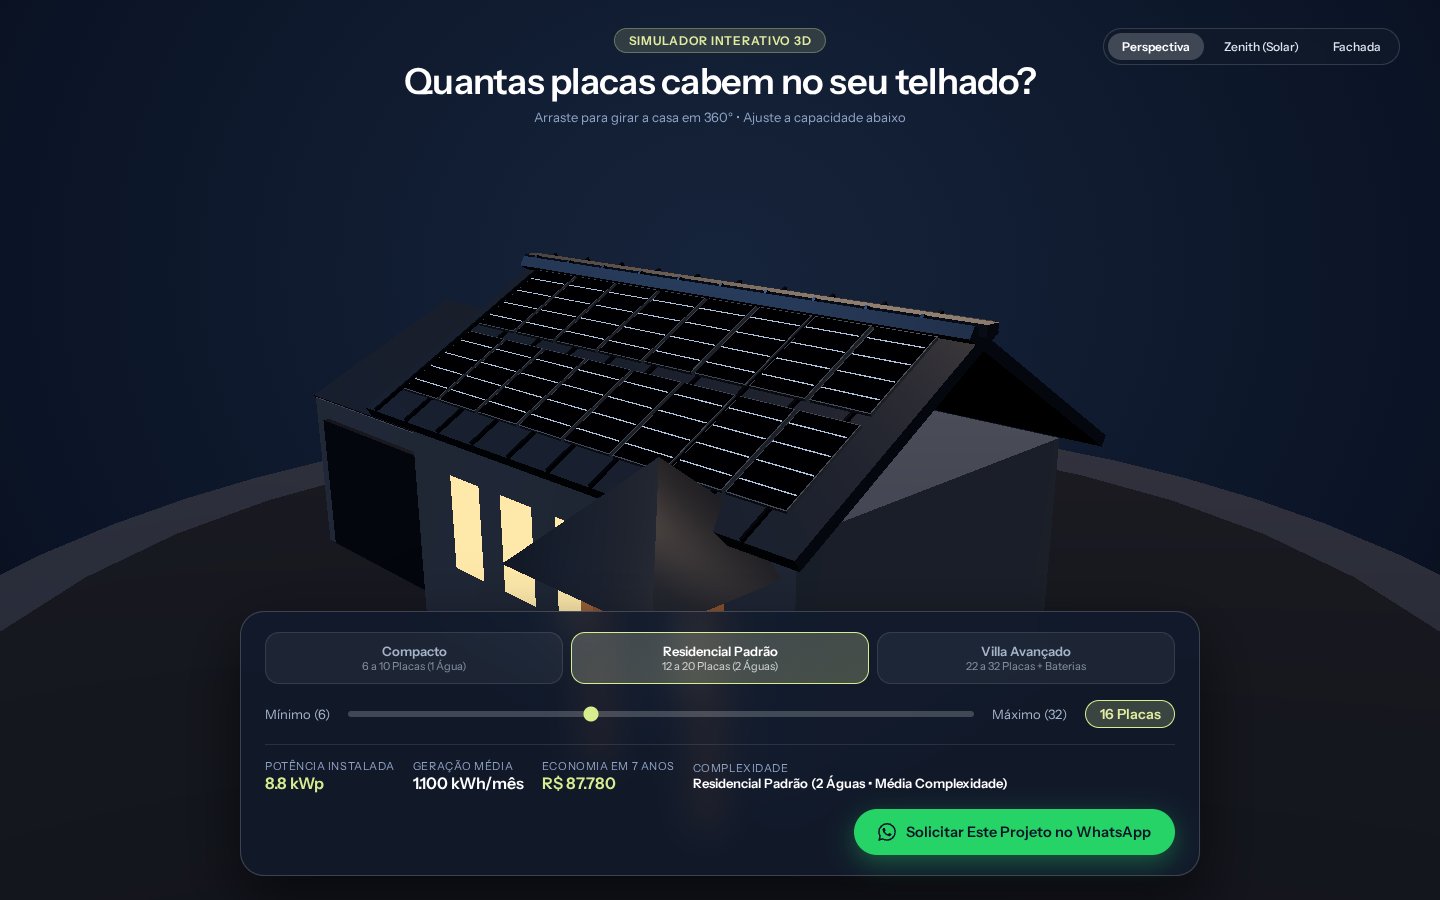 SIMULADOR INTERATIVO 3D
Perspectiva
Zenith (Solar)
Fachada
Quantas placas cabem no seu telhado?
Arraste para girar a casa em 360° • Ajuste a capacidade abaixo
Compacto
6 a 10 Placas (1 Água)
Residencial Padrão
12 a 20 Placas (2 Águas)
Villa Avançado
22 a 32 Placas + Baterias
Mínimo (6)
Máximo (32)
16 Placas
POTÊNCIA INSTALADA
8.8 kWp
GERAÇÃO MÉDIA
1.100 kWh/mês
ECONOMIA EM 7 ANOS
R$ 87.780
COMPLEXIDADE
Residencial Padrão (2 Águas • Média Complexidade)
Solicitar Este Projeto no WhatsApp